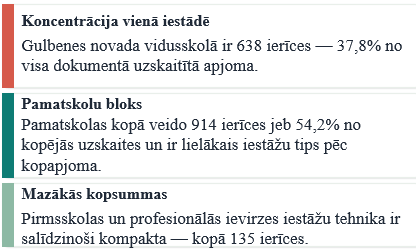 Koncentrācija vienā iestādē
Gulbenes novada vidusskolā ir 638 ierīces — 37,8% no
visa dokumentā uzskaitītā apjoma.
Pamatskolu bloks
Pamatskolas kopā veido 914 ierīces jeb 54,2% no
kopējās uzskaites un ir lielākais iestāžu tips pēc
kopapjoma.
Mazākās kopsummas
Pirmsskolas un profesionālās ievirzes iestāžu tehnika ir
salīdzinoši kompakta — kopā 135 ierīces.